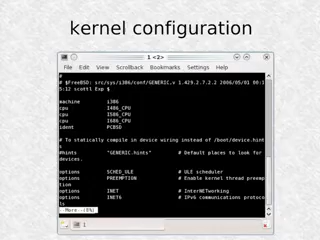 kernel configuration
1 <2>
File Edit View Scrollback Bookmarks Settings Help
#
# $FreeBSD: src/sys/i386/conf/GENERIC,v 1.429.2.7.2.2 2006/05/01 00:1
5:12 scottl Exp $
machine i386
cpu I486_CPU
cpu I586_CPU
cpu I686_CPU
ident PCBSD
# To statically compile in device wiring instead of /boot/device.hint
s
#hints "GENERIC.hints" # Default places to look for
devices.
options SCHED_ULE # ULE scheduler
options PREEMPTION # Enable kernel thread preemp
tion
options INET # InterNETworking
options INET6 # IPv6 communications protoco
ls
--More--(8%)
1